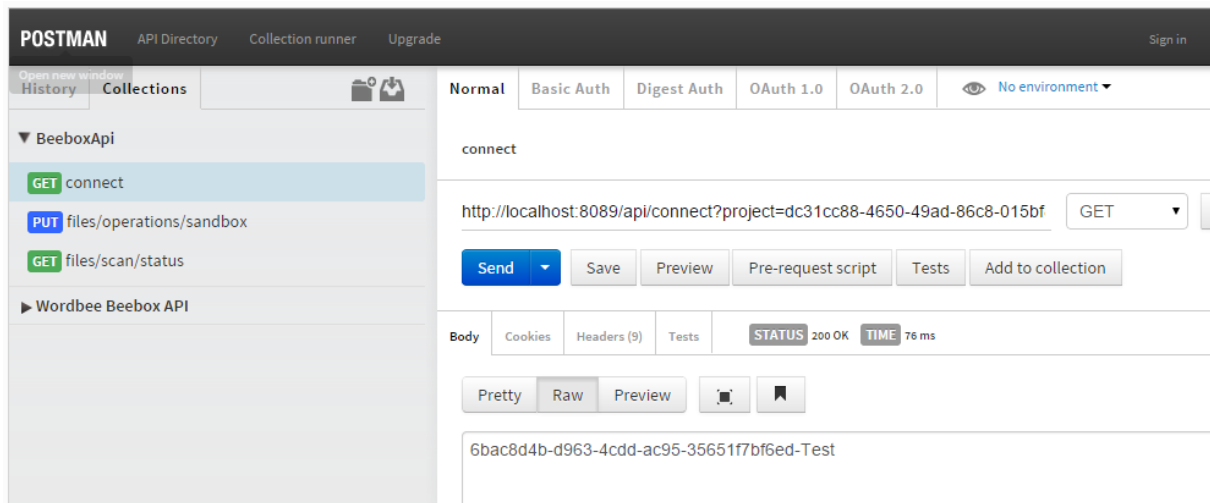 POSTMAN API Directory Collection runner Upgrade Sign in
Open new window
History Collections
Normal Basic Auth Digest Auth OAuth 1.0 OAuth 2.0 No environment
BeeboxApi
connect
GET connect
http://localhost:8089/api/connect?project=dc31cc88-4650-49ad-86c8-015bf GET
PUT files/operations/sandbox
GET files/scan/status
Send Save Preview Pre-request script Tests Add to collection
Wordbee Beebox API
Body Cookies Headers (9) Tests STATUS 200 OK TIME 76 ms
Pretty Raw Preview
6bac8d4b-d963-4cdd-ac95-35651f7bf6ed-Test